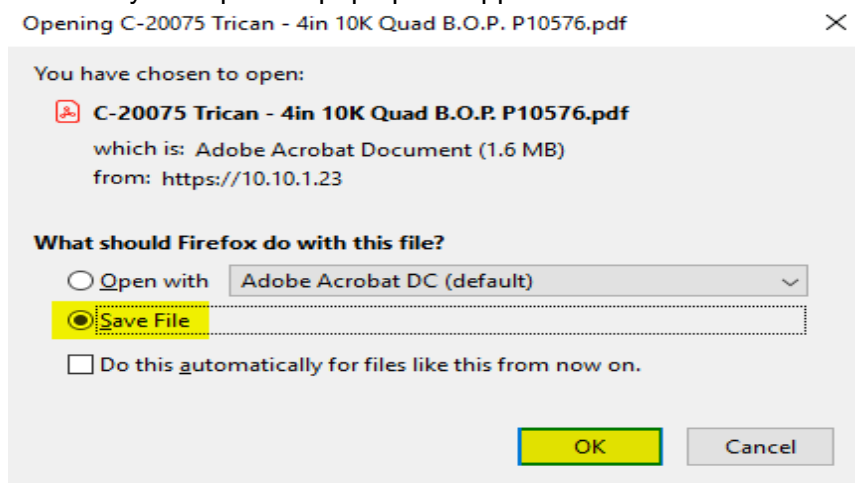 Opening C-20075 Trican - 4in 10K Quad B.O.P. P10576.pdf
You have chosen to open:
C-20075 Trican - 4in 10K Quad B.O.P. P10576.pdf
which is: Adobe Acrobat Document (1.6 MB)
from: https://10.10.1.23
What should Firefox do with this file?
Open with Adobe Acrobat DC (default)
Save File
Do this automatically for files like this from now on.
OK Cancel